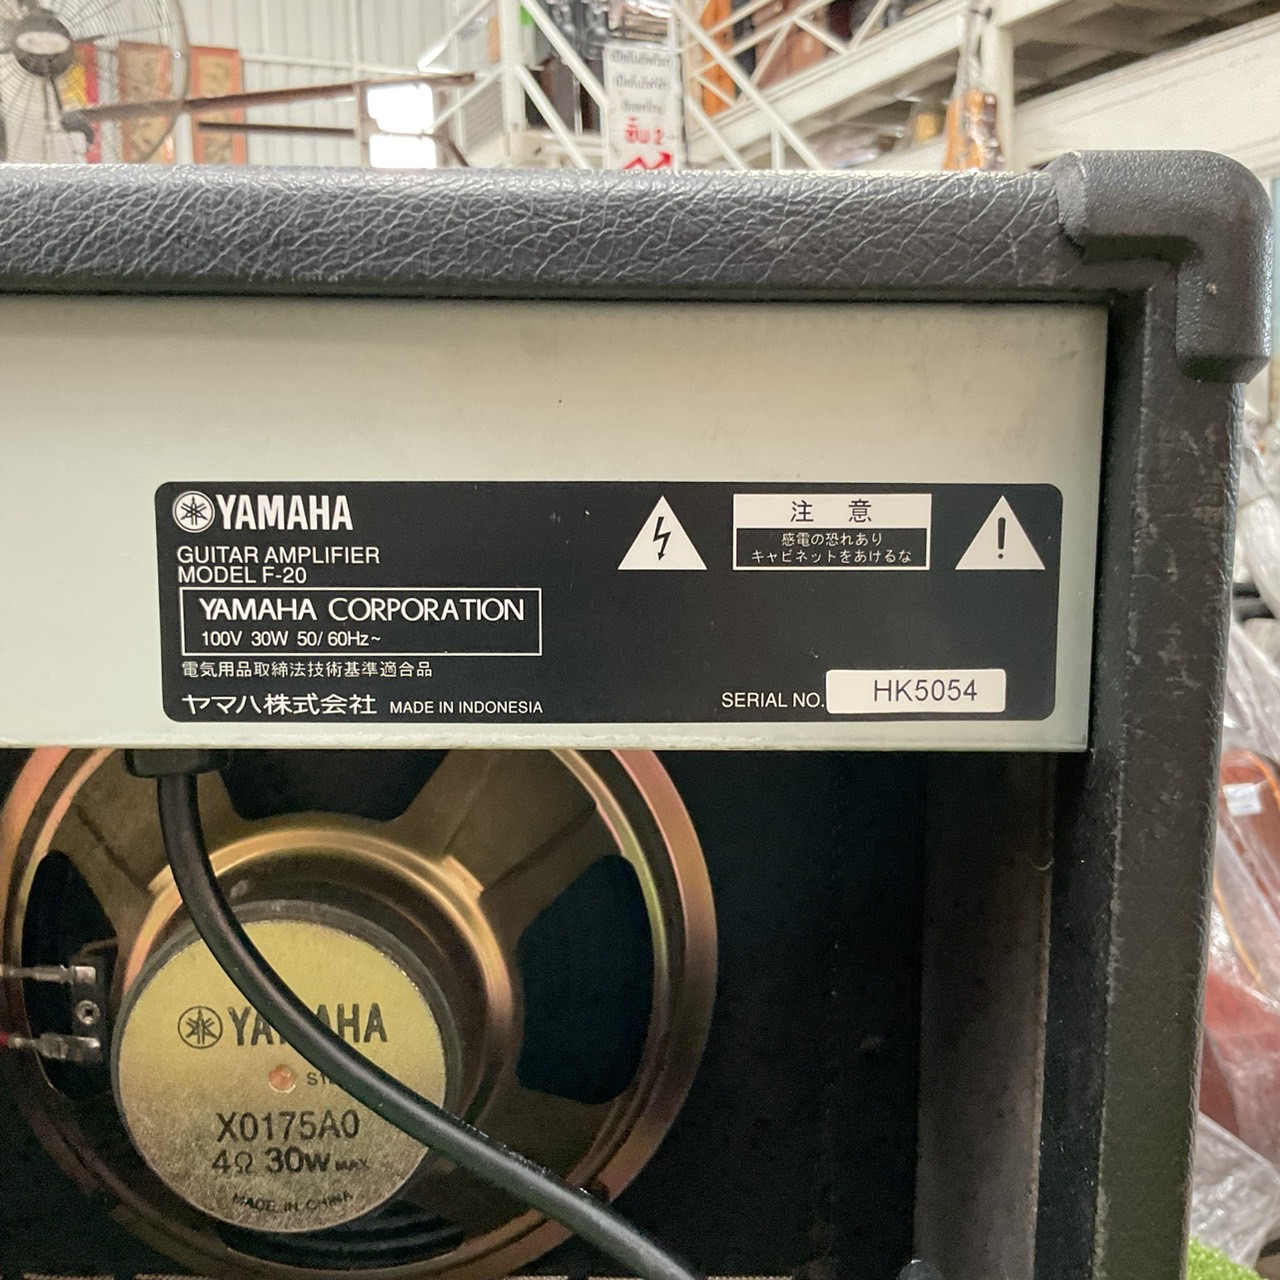 ชั้น 2
YAMAHA
GUITAR AMPLIFIER
MODEL F-20
YAMAHA CORPORATION
100V 30W 50/ 60Hz~
電気用品取締法技術基準適合品
ヤマハ株式会社 MADE IN INDONESIA
注 意
感電の恐れあり
キャビネットをあけるな
SERIAL NO. HK5054
YAMAHA
X0175A0
4Ω 30W MAX
MADE IN CHINA